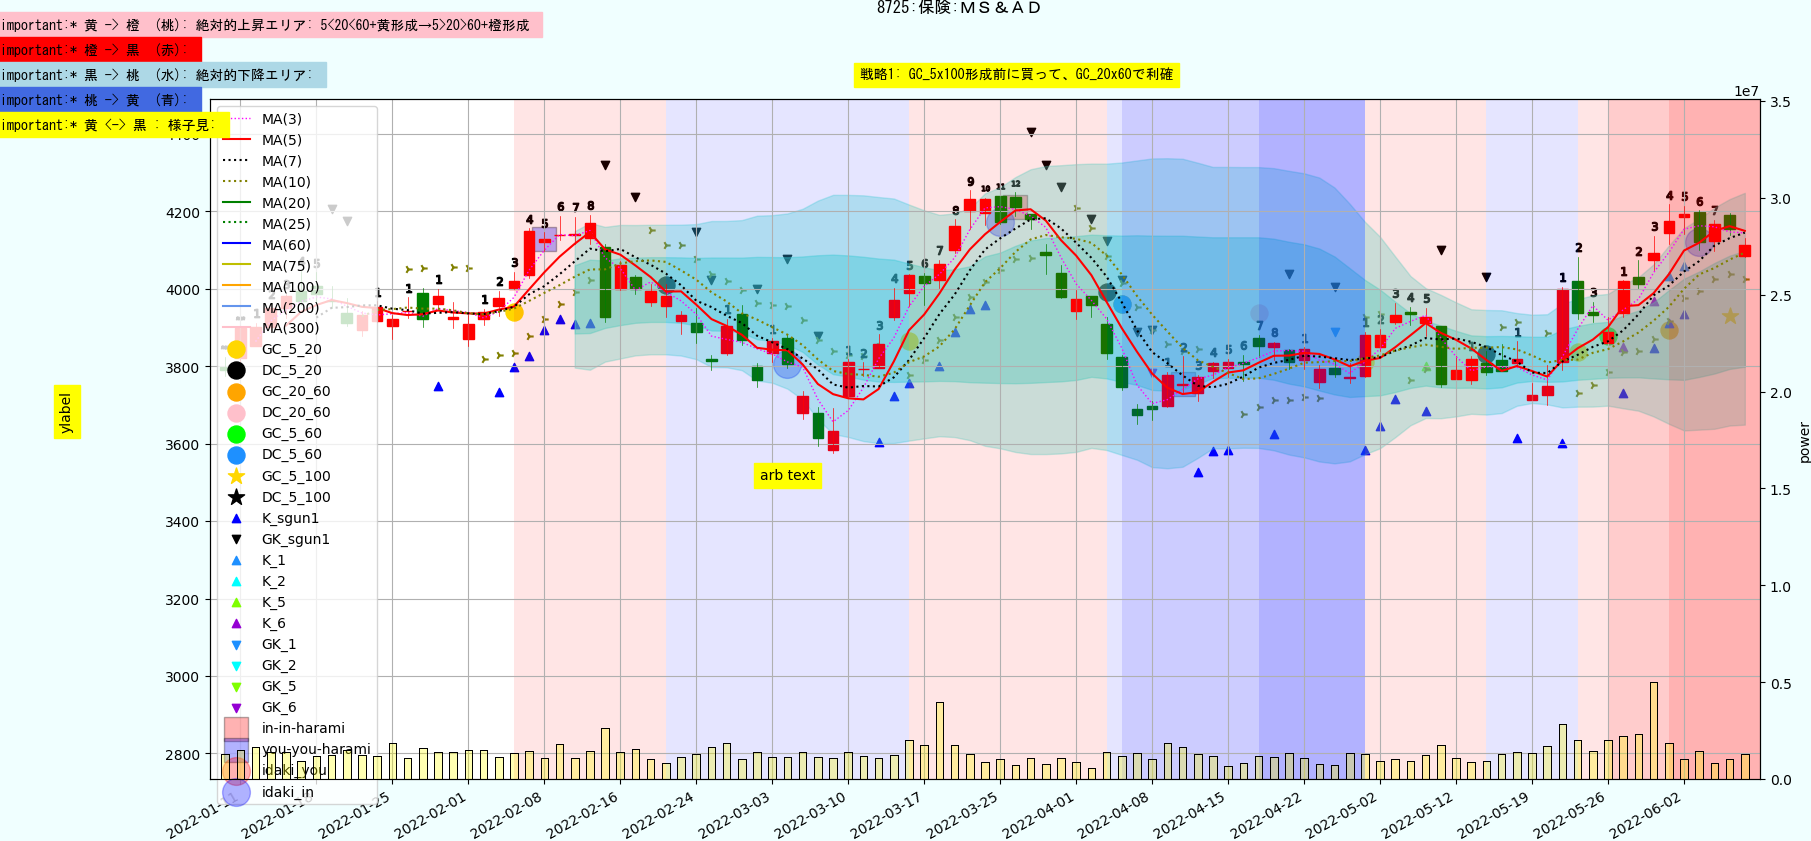 8725:保険:ＭＳ＆ＡＤ
important:* 黄 -> 橙 (桃): 絶対的上昇エリア: 5<20<60+黄形成→5>20>60+橙形成
important:* 橙 -> 黒 (赤):
important:* 黒 -> 桃 (水): 絶対的下降エリア:
important:* 桃 -> 黄 (青):
important:* 黄 <-> 黒 : 様子見:
戦略1: GC_5x100形成前に買って、GC_20x60で利確
1e7
MA(3)
MA(5)
MA(7)
MA(10)
MA(20)
MA(25)
MA(60)
MA(75)
MA(100)
MA(200)
MA(300)
GC_5_20
DC_5_20
GC_20_60
DC_20_60
GC_5_60
DC_5_60
GC_5_100
DC_5_100
K_sgun1
GK_sgun1
K_1
K_2
K_5
K_6
GK_1
GK_2
GK_5
GK_6
in-in-harami
you-you-harami
idaki_you
idaki_in
4200
4000
3800
3600
3400
3200
3000
2800
ylabel
arb text
3.5
3.0
2.5
2.0
1.5
1.0
0.5
0.0
power
2022-01-25
2022-02-01
2022-02-08
2022-02-16
2022-02-24
2022-03-03
2022-03-10
2022-03-17
2022-03-25
2022-04-01
2022-04-08
2022-04-15
2022-04-22
2022-05-02
2022-05-12
2022-05-19
2022-05-26
2022-06-02